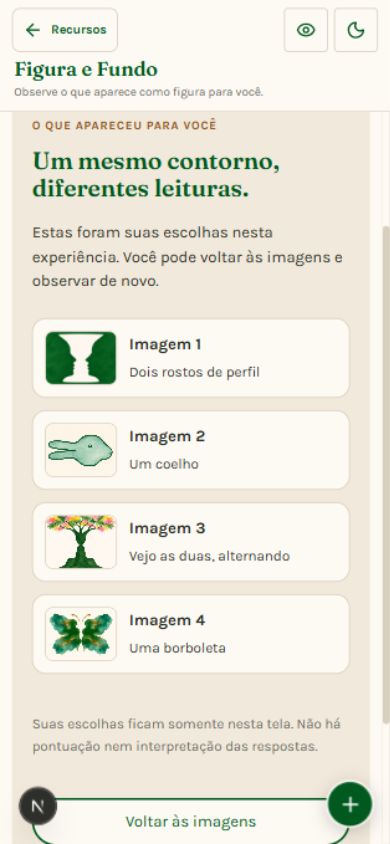 Recursos
Figura e Fundo
Observe o que aparece como figura para você.
O QUE APARECEU PARA VOCÊ
Um mesmo contorno,
diferentes leituras.
Estas foram suas escolhas nesta
experiência. Você pode voltar às imagens e
observar de novo.
Imagem 1
Dois rostos de perfil
Imagem 2
Um coelho
Imagem 3
Vejo as duas, alternando
Imagem 4
Uma borboleta
Suas escolhas ficam somente nesta tela. Não há
pontuação nem interpretação das respostas.
N
Voltar às imagens